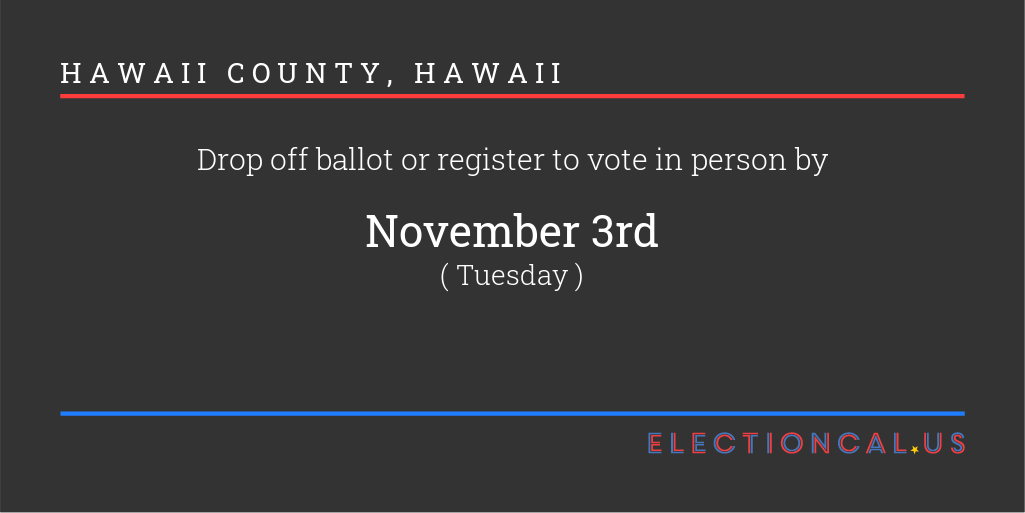 HAWAII COUNTY, HAWAII
Drop off ballot or register to vote in person by
November 3rd
( Tuesday )
ELECTIONCAL.US